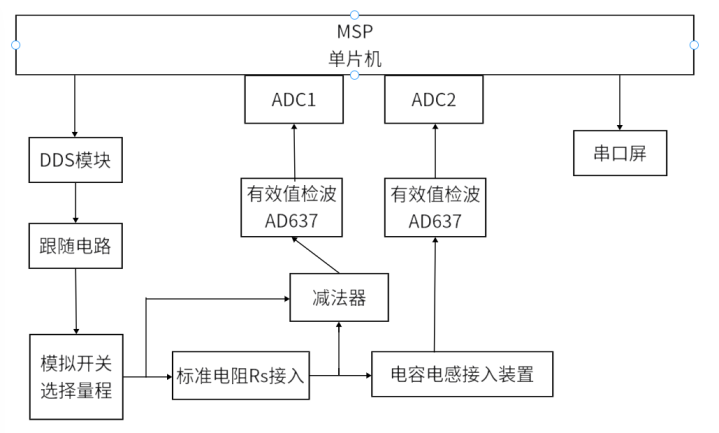 MSP
单片机
ADC1
ADC2
DDS模块
串口屏
有效值检波
AD637
有效值检波
AD637
跟随电路
减法器
模拟开关
选择量程
标准电阻Rs接入
电容电感接入装置